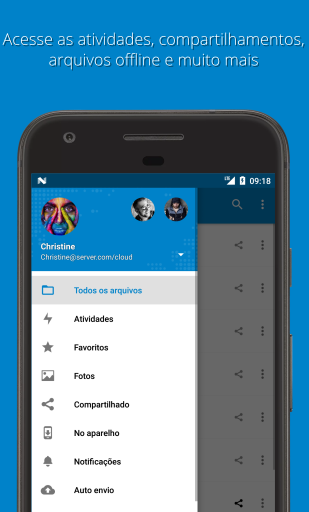 Acesse as atividades, compartilhamentos,
arquivos offline e muito mais
09:18
Christine
Christine@server.com/cloud
Todos os arquivos
Atividades
Favoritos
Fotos
Compartilhado
No aparelho
Notificações
Auto envio